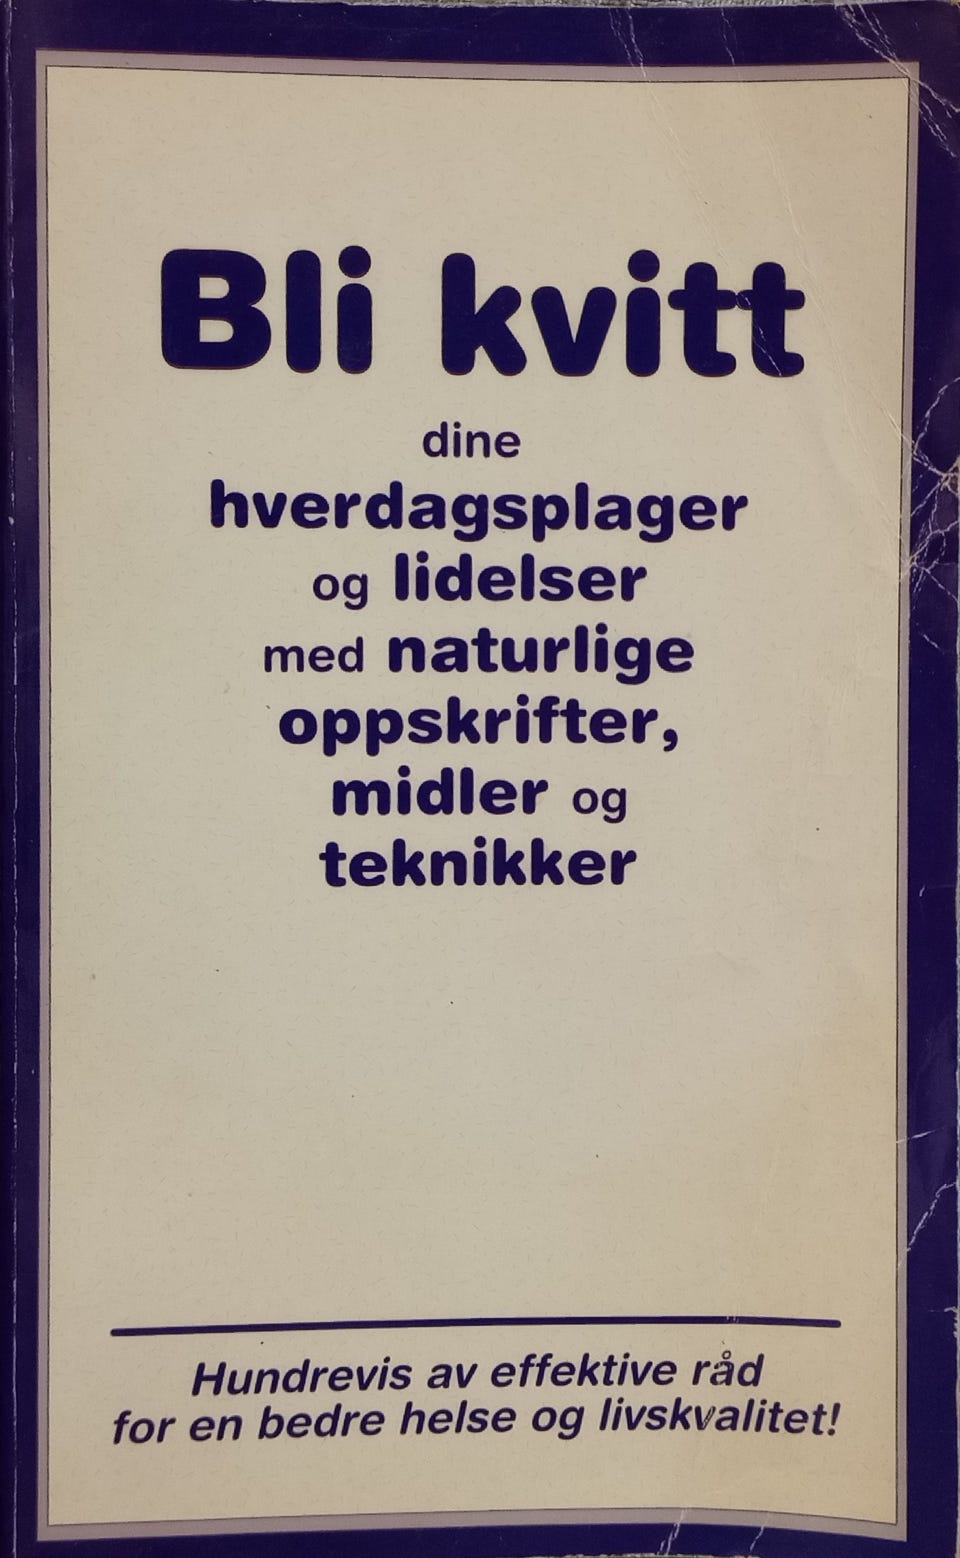 Bli kvitt
dine
hverdagsplager
og lidelser
med naturlige
oppskrifter,
midler og
teknikker
Hundrevis av effektive råd
for en bedre helse og livskvalitet!